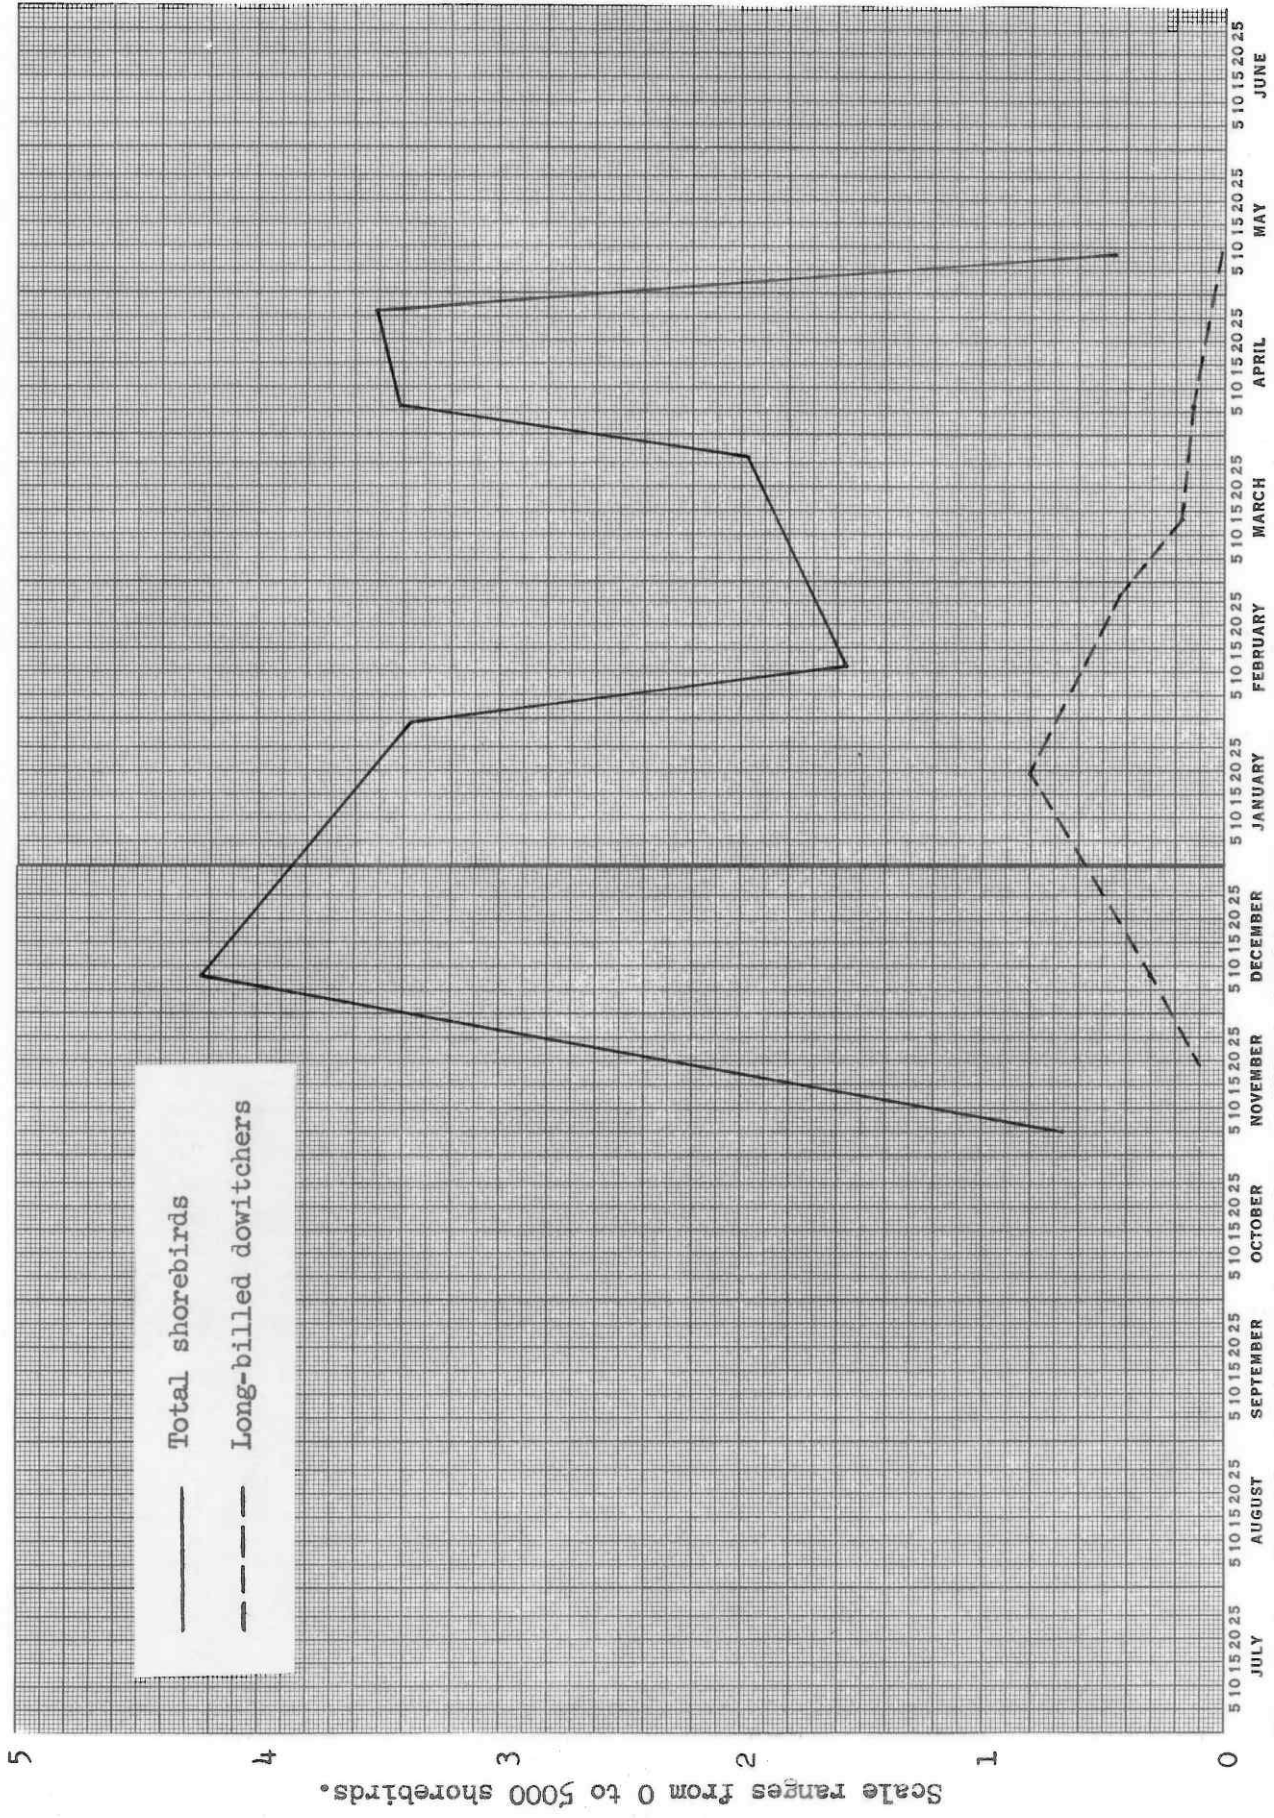 Total shorebirds
Long-billed dowitchers
Scale ranges from 0 to 5000 shorebirds.
5
4
3
2
1
0
5 10 15 20 25 5 10 15 20 25 5 10 15 20 25 5 10 15 20 25 5 10 15 20 25 5 10 15 20 25 5 10 15 20 25 5 10 15 20 25 5 10 15 20 25 5 10 15 20 25 5 10 15 20 25 5 10 15 20 25
JULY AUGUST SEPTEMBER OCTOBER NOVEMBER DECEMBER JANUARY FEBRUARY MARCH APRIL MAY JUNE